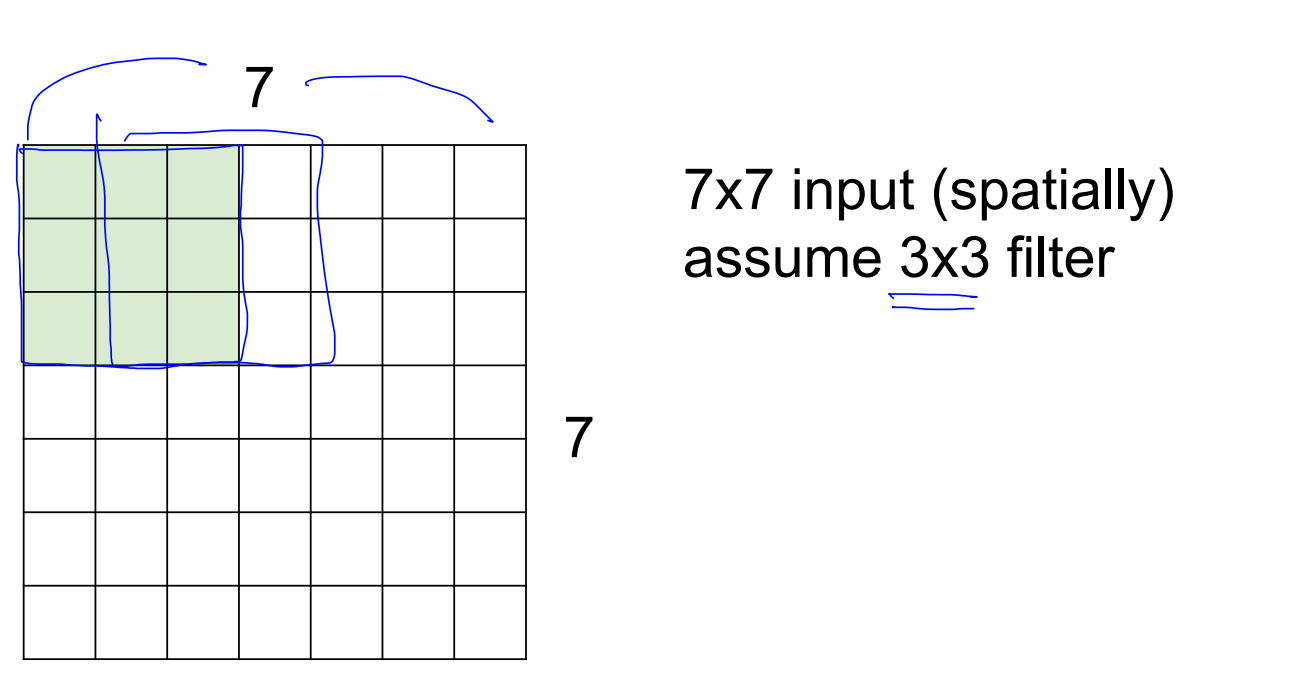 7
7x7 input (spatially)
assume 3x3 filter
7